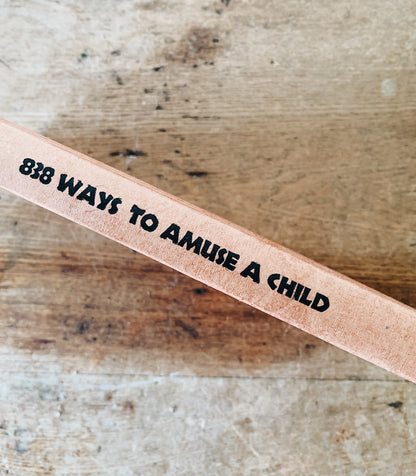 838 WAYS TO AMUSE A CHILD